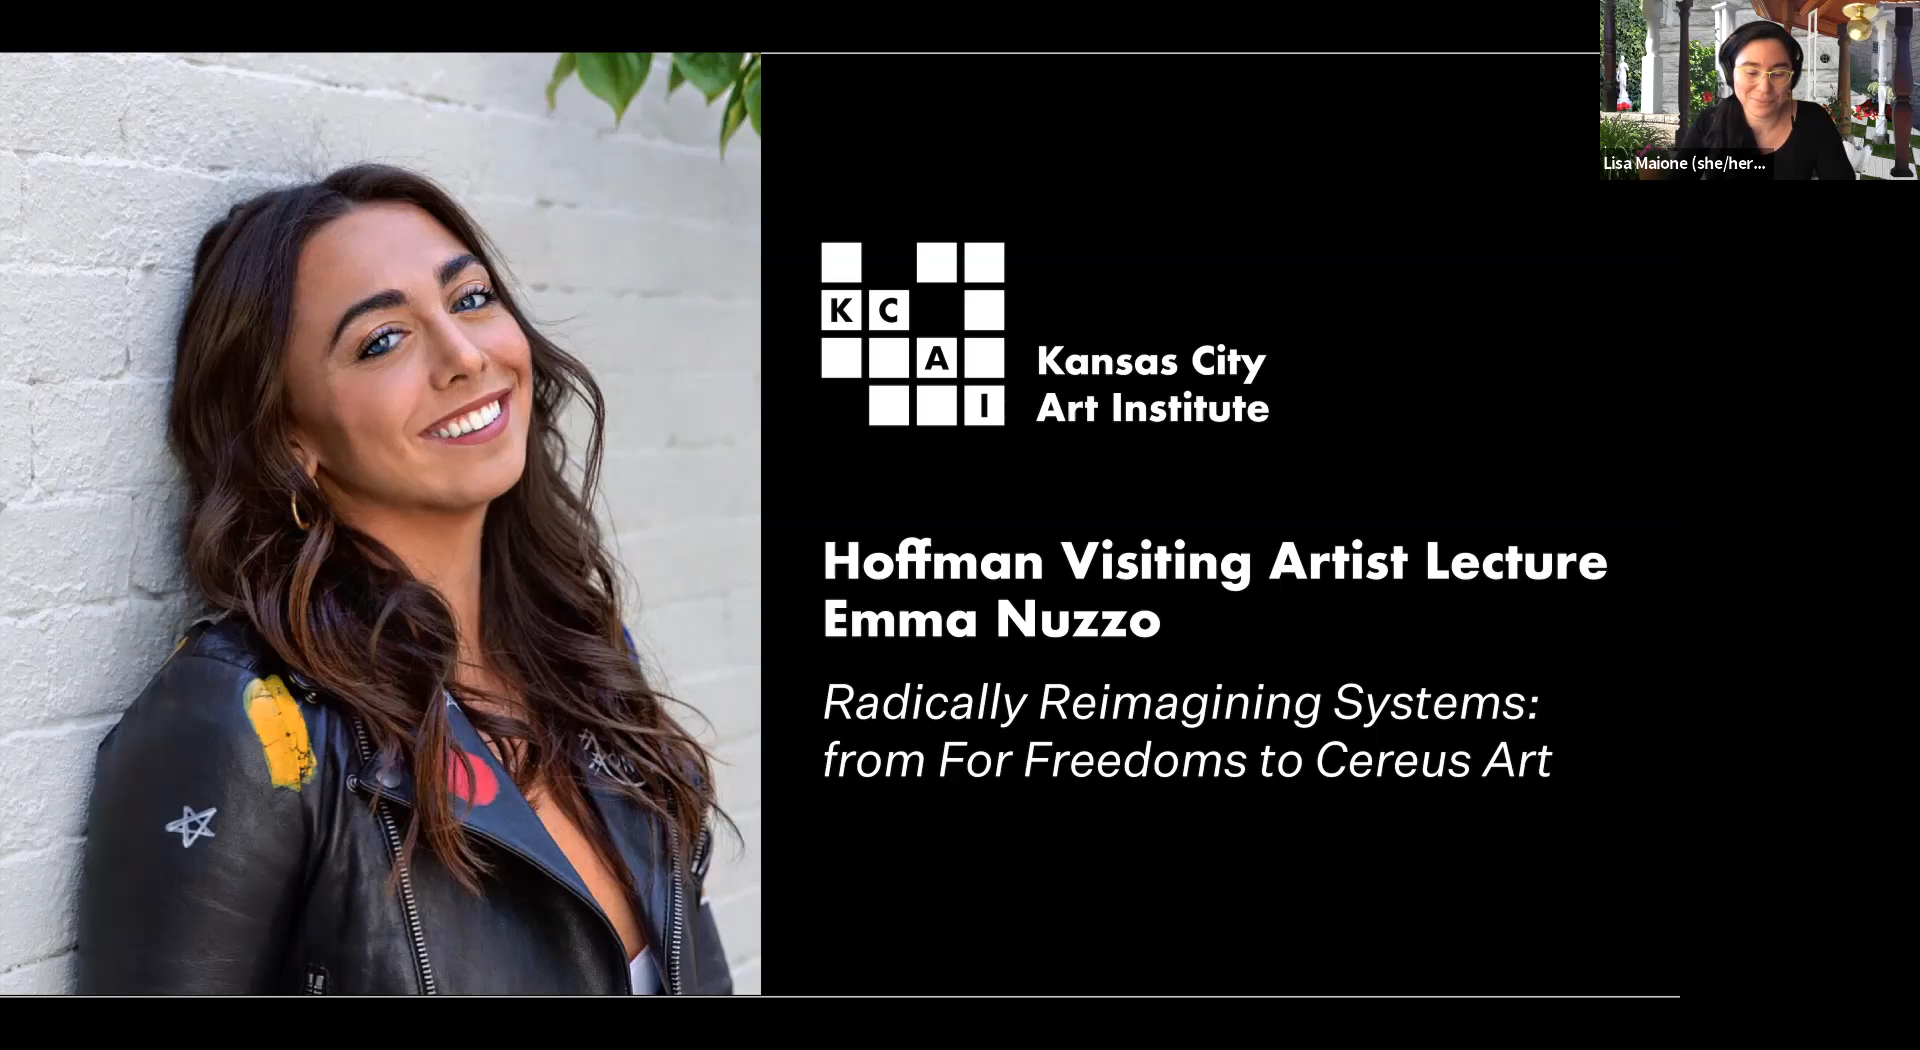 Lisa Maione (she/her...
K C
A
I
Kansas City
Art Institute
Hoffman Visiting Artist Lecture
Emma Nuzzo
Radically Reimagining Systems:
from For Freedoms to Cereus Art